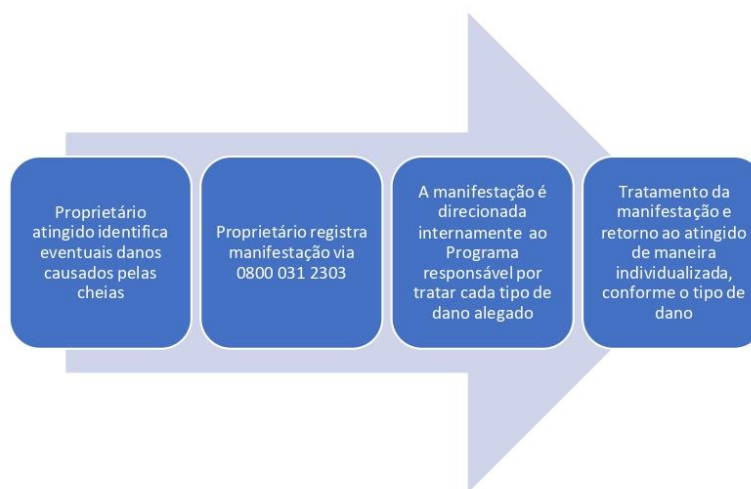 Proprietário
atingido identifica
eventuais danos
causados pelas
cheias
Proprietário registra
manifestação via
0800 031 2303
A manifestação é
direcionada
internamente ao
Programa
responsável por
tratar cada tipo de
dano alegado
Tratamento da
manifestação e
retorno ao atingido
de maneira
individualizada,
conforme o tipo de
dano